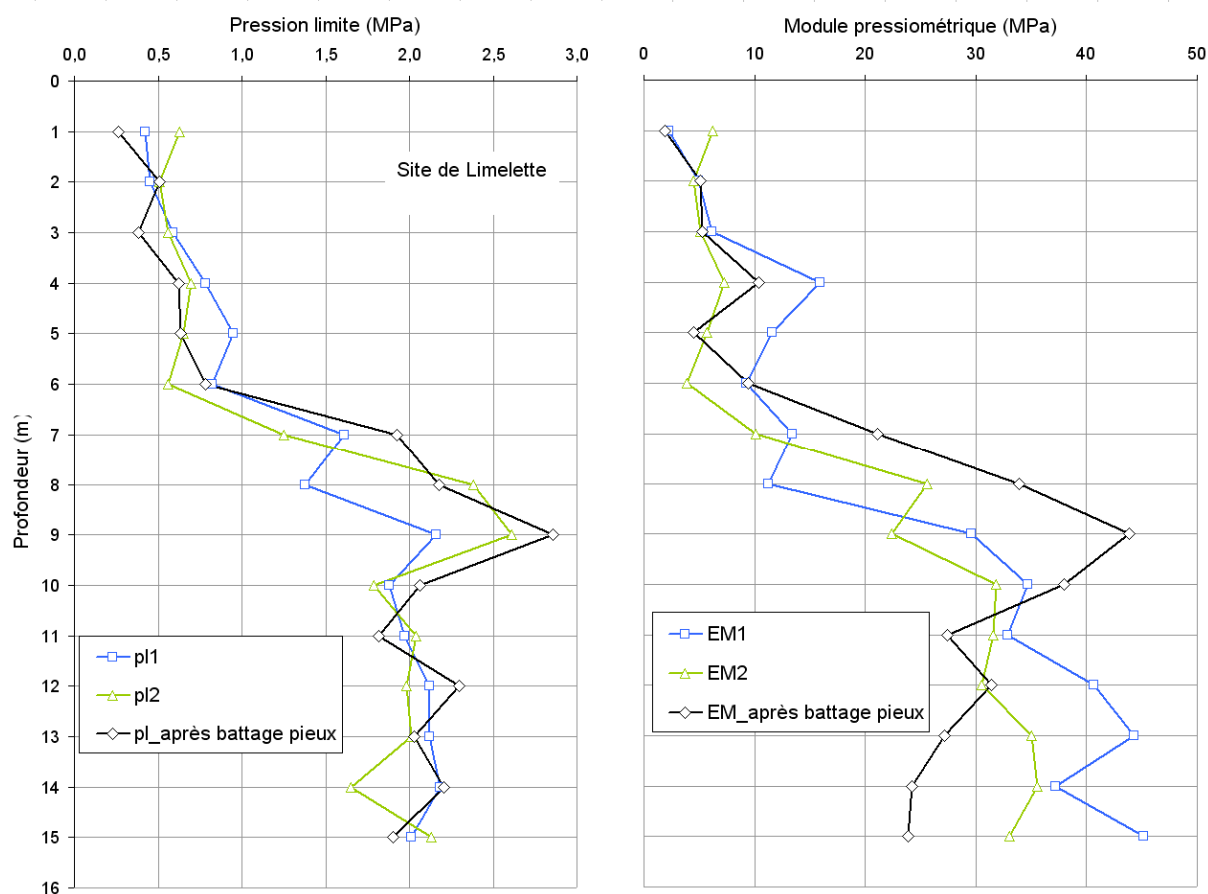 Pression limite (MPa)
0,0 0,5 1,0 1,5 2,0 2,5 3,0
0
1
2
3
4
5
6
7
8
9
10
11
12
13
14
15
16
Profondeur (m)
Site de Limelette
pl1
pl2
pl_après battage pieux
Module pressiométrique (MPa)
0 10 20 30 40 50
EM1
EM2
EM_après battage pieux